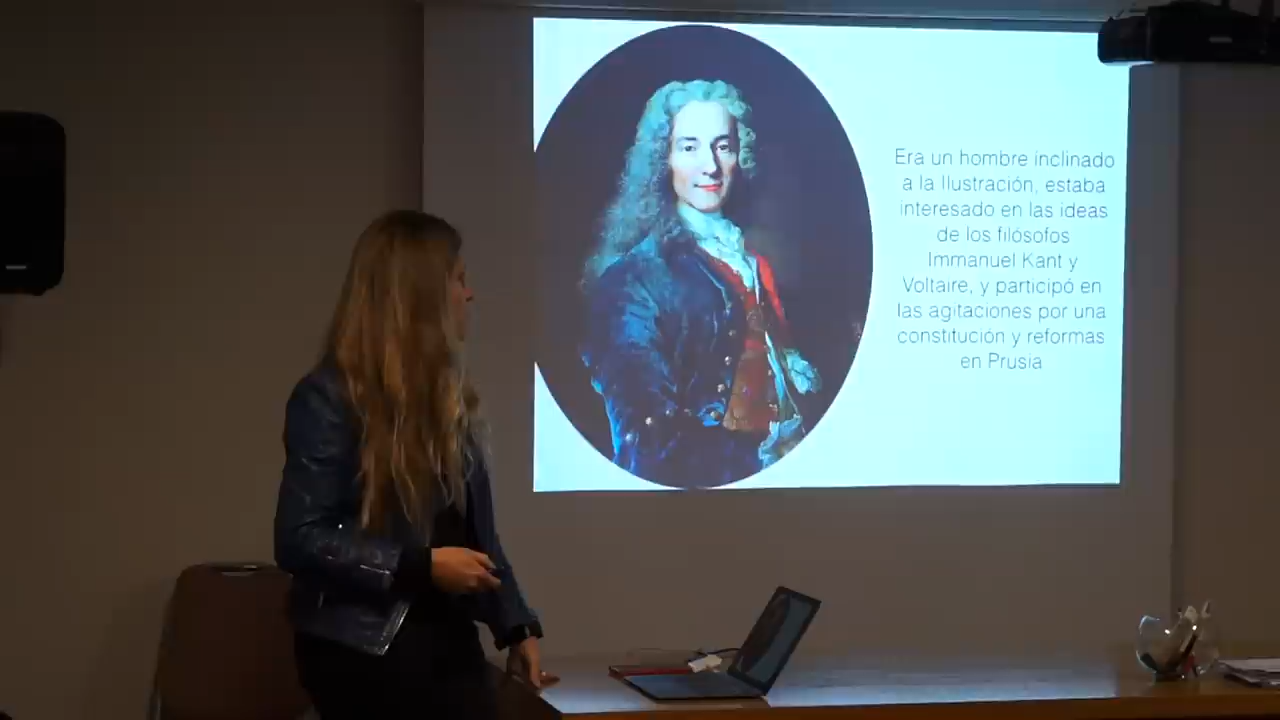 Era un hombre inclinado
a la Ilustración, estaba
interesado en las ideas
de los filósofos
Immanuel Kant y
Voltaire, y participó en
las agitaciones por una
constitución y reformas
en Prusia